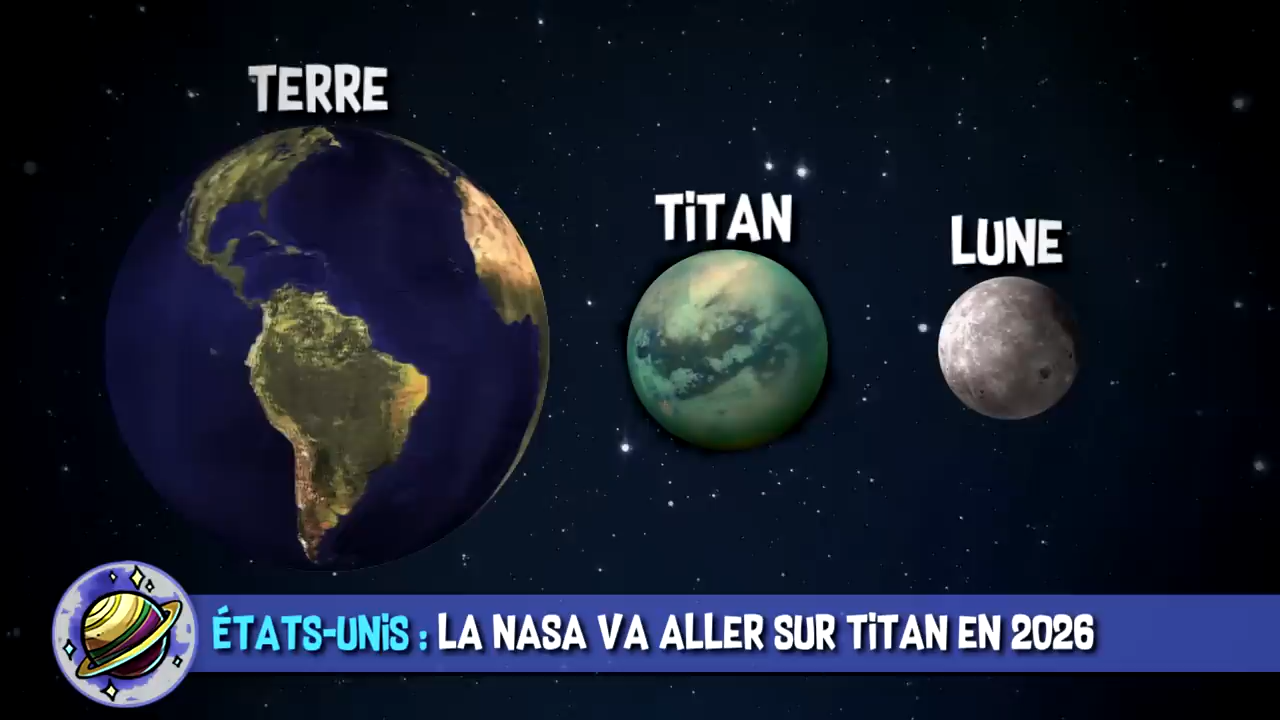 TERRE
TiTAN
LUNE
ÉTATS-UNiS : LA NASA VA ALLER SUR TiTAN EN 2026